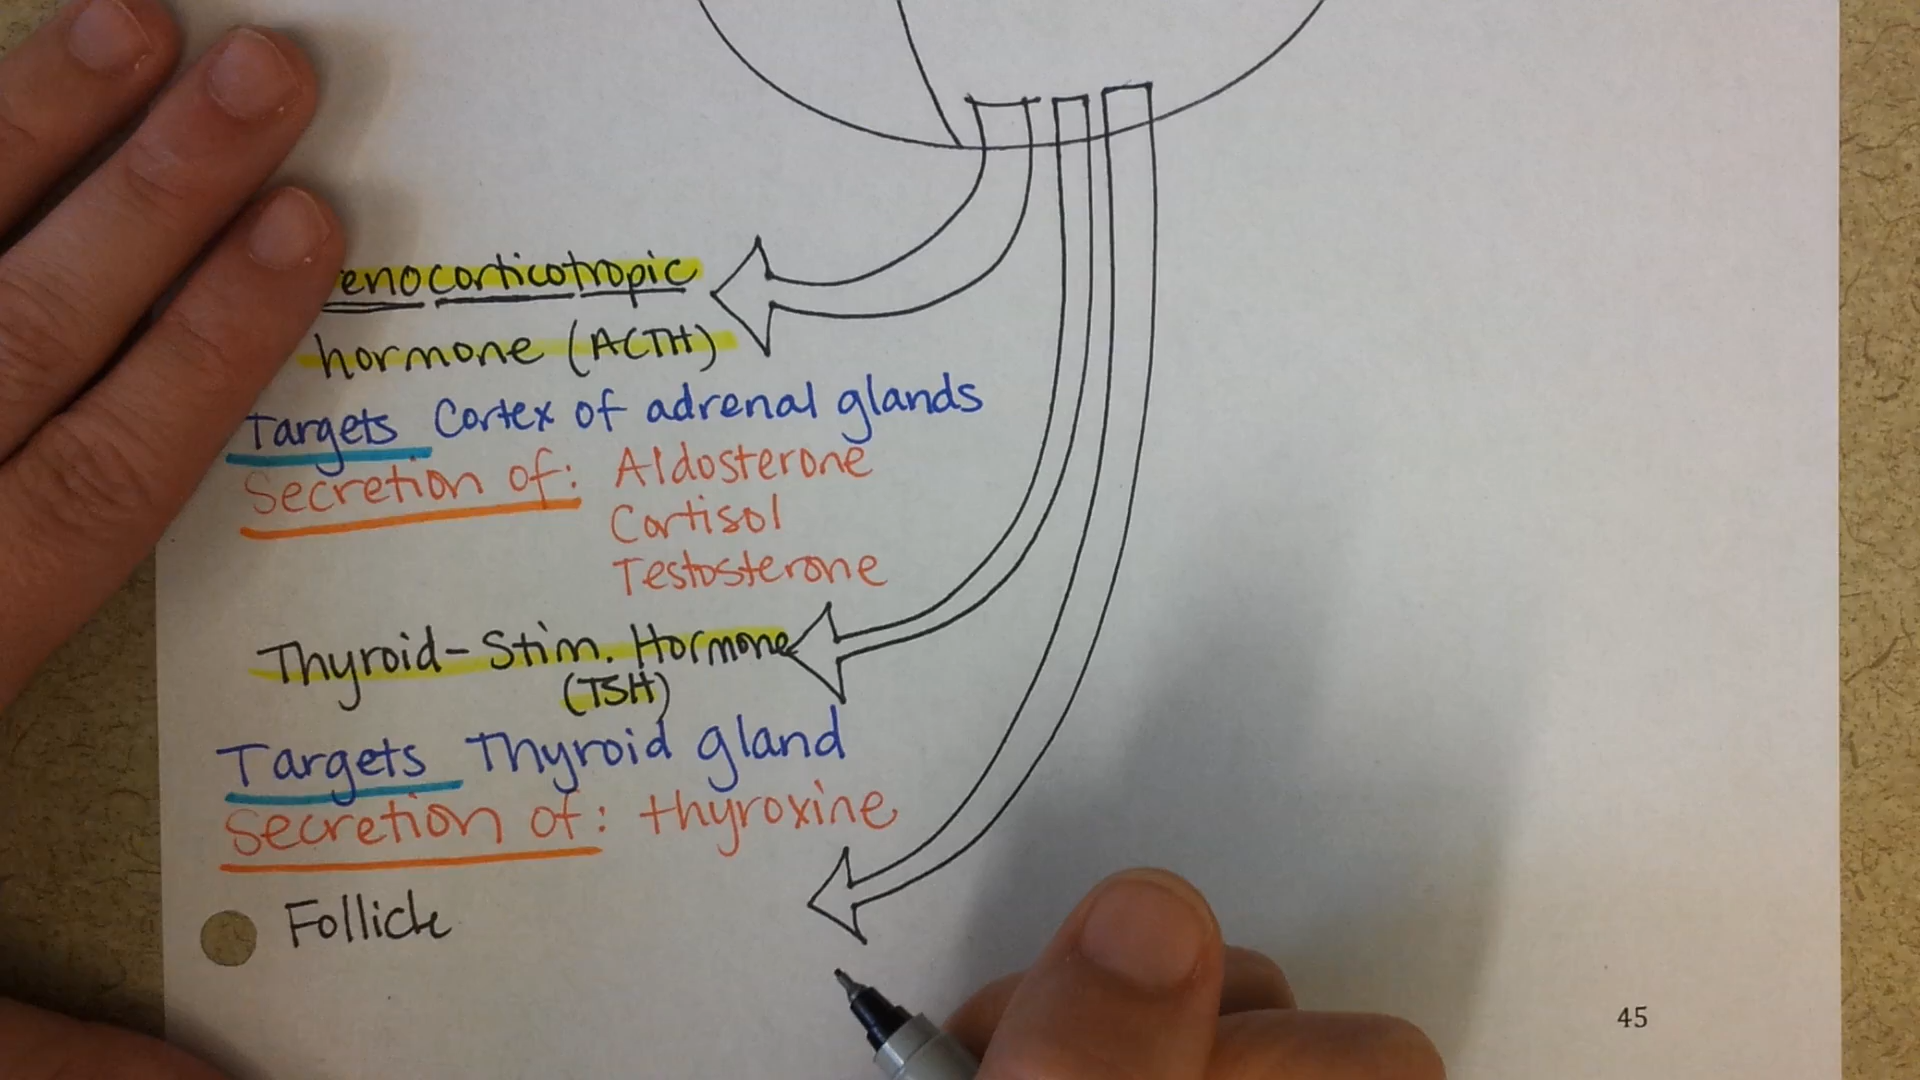 enocorticotropic
hormone (ACTH)
Targets Cortex of adrenal glands
Secretion of: Aldosterone
Cortisol
Testosterone
Thyroid-Stim. Hormone
(TSH)
Targets Thyroid gland
Secretion of: thyroxine
Follicle
45